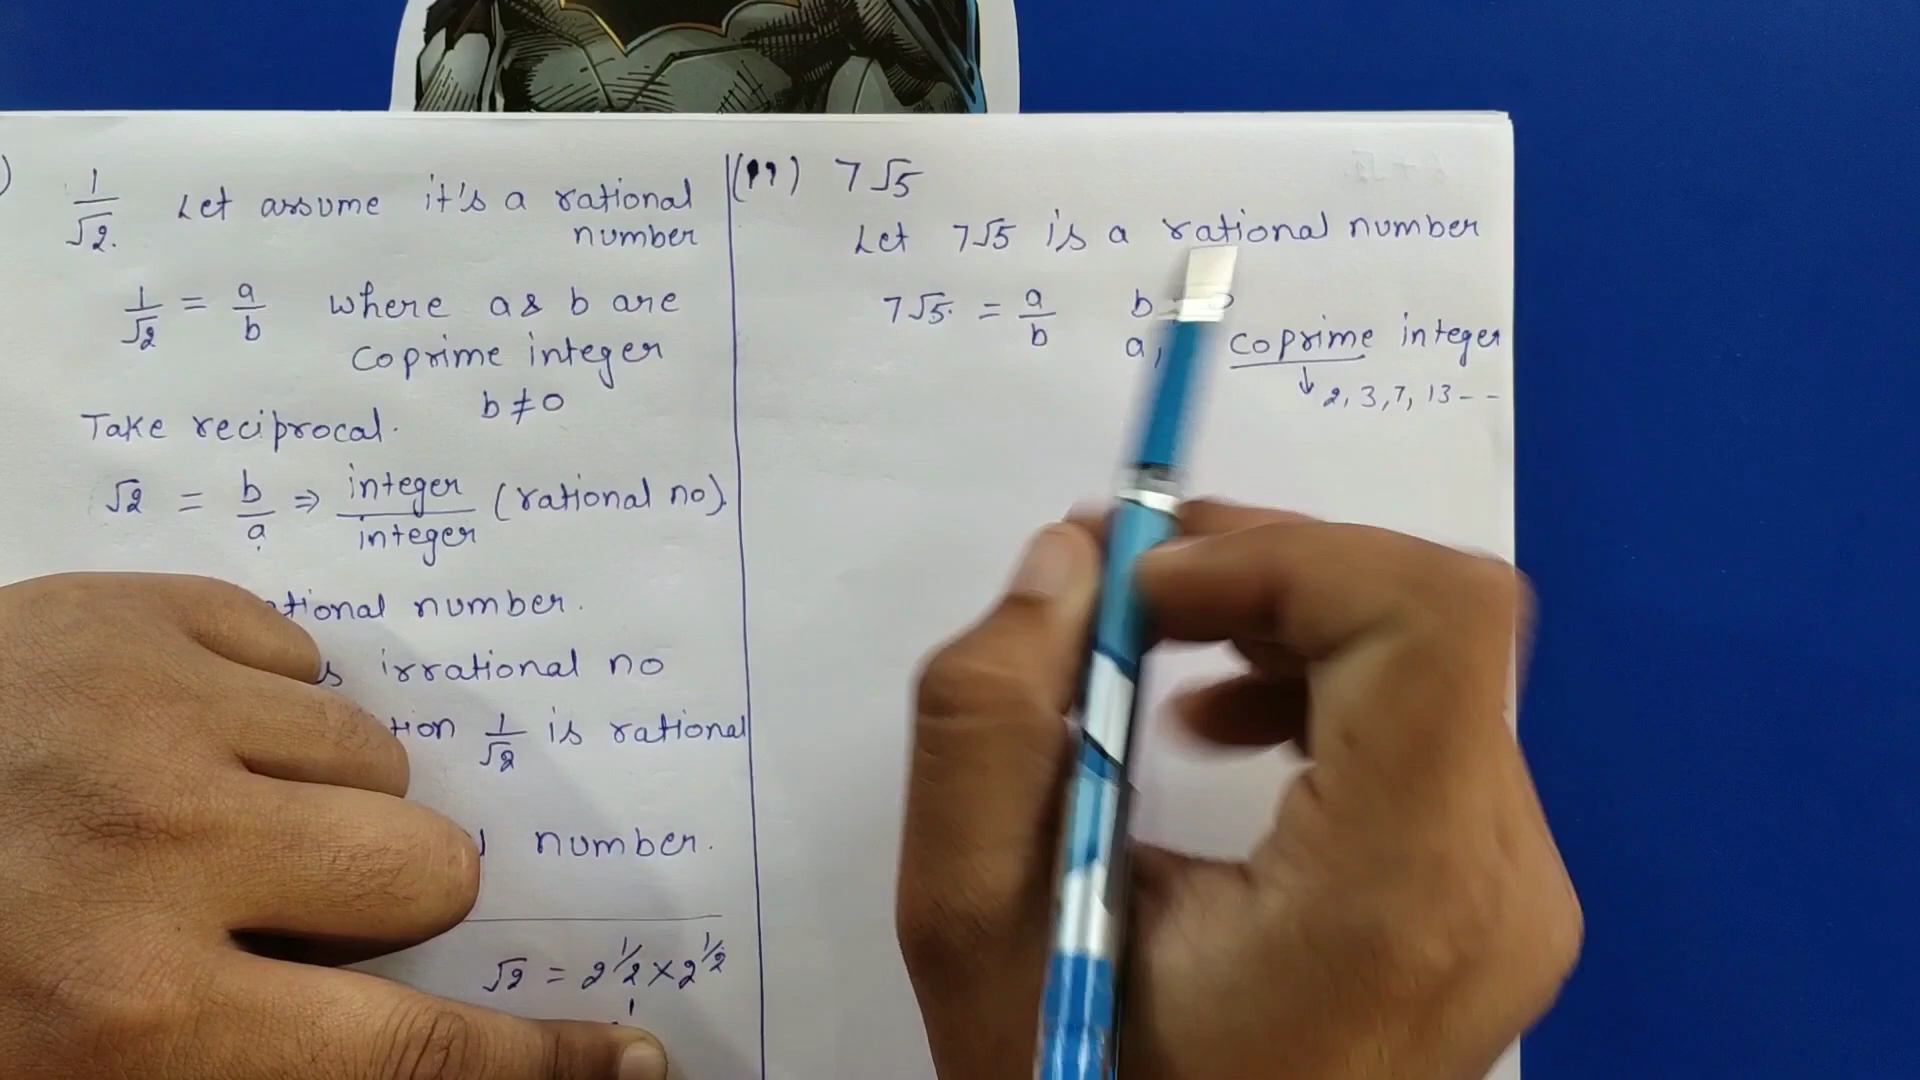 1/√2. Let assume it's a rational
number
1/√2 = a/b where a & b are
coprime integer
b ≠ 0
Take reciprocal.
√2 = b/a ⇒ integer/integer (rational no).
number.
irrational no
1/√2 is rational
number.
√2 = 2^1/2 × 2^1/2
(ii) 7√5
Let 7√5 is a rational number
7√5 = a/b b 0
a, coprime integer
↓ 2, 3, 7, 13 - -